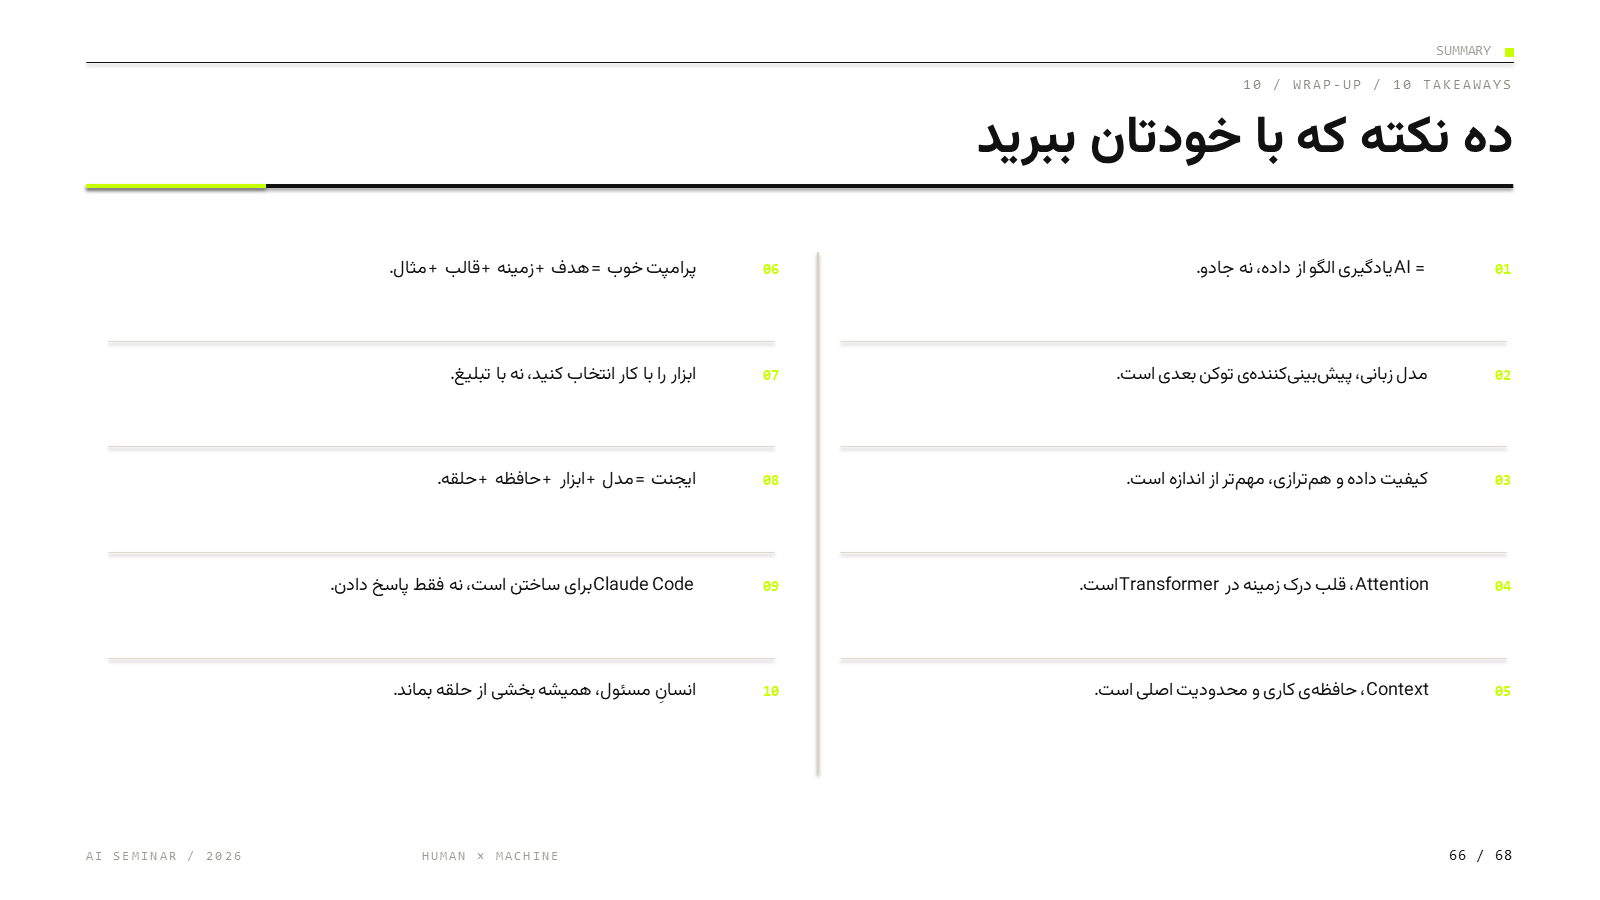 SUMMARY
10 / WRAP-UP / 10 TAKEAWAYS
ده نکته که با خودتان ببرید
01
AI = یادگیری الگو از داده، نه جادو.
02
مدل زبانی، پیش‌بینی‌کننده‌ی توکن بعدی است.
03
کیفیت داده و هم‌ترازی، مهم‌تر از اندازه است.
04
Attention، قلب درک زمینه در Transformer است.
05
Context، حافظه‌ی کاری و محدودیت اصلی است.
06
پرامپت خوب = هدف + زمینه + قالب + مثال.
07
ابزار را با کار انتخاب کنید، نه با تبلیغ.
08
ایجنت = مدل + ابزار + حافظه + حلقه.
09
Claude Code برای ساختن است، نه فقط پاسخ دادن.
10
انسانِ مسئول، همیشه بخشی از حلقه بماند.
AI SEMINAR / 2026
HUMAN × MACHINE
66 / 68